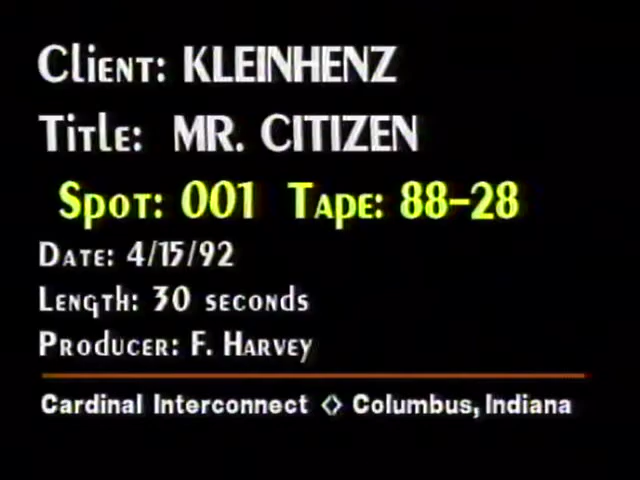 Client: KLEINHENZ
Title: MR. CITIZEN
Spot: 001 Tape: 88-28
Date: 4/15/92
Length: 30 seconds
Producer: F. Harvey
Cardinal Interconnect ◇ Columbus, Indiana